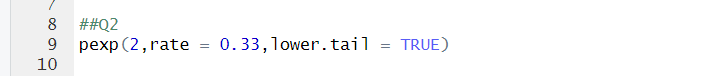 7
8 ##Q2
9 pexp(2,rate = 0.33,lower.tail = TRUE)
10